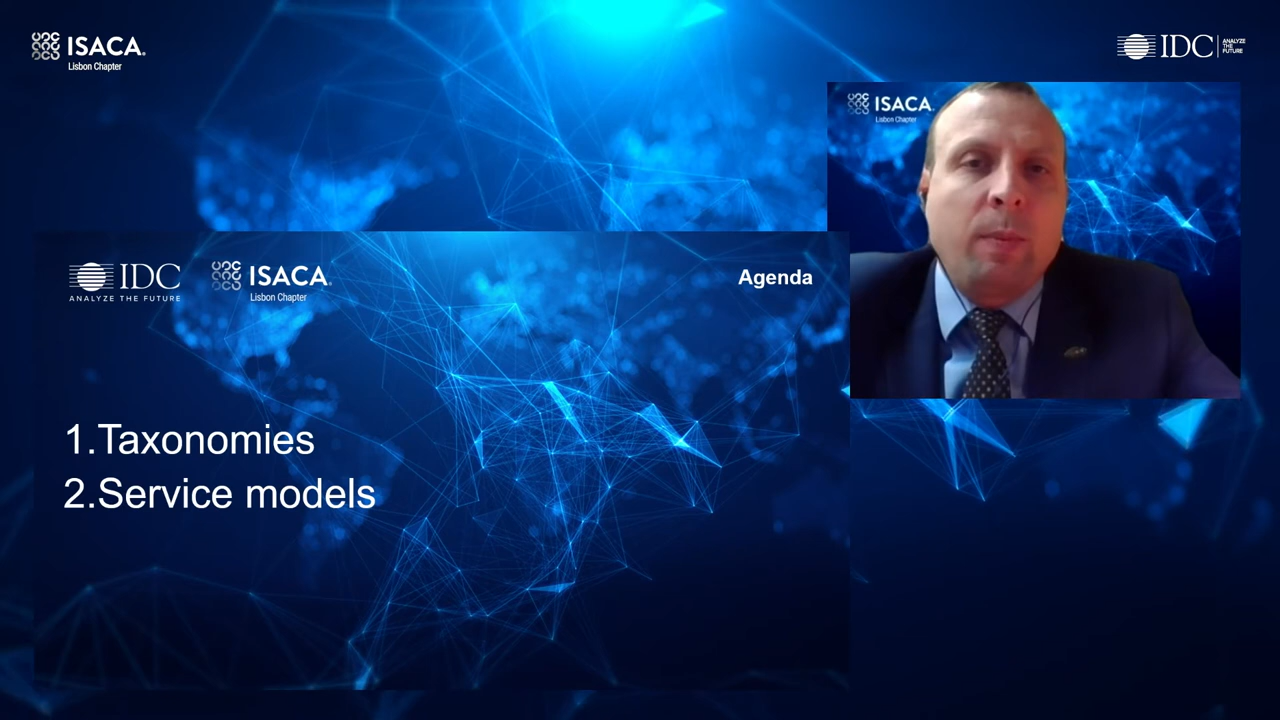 ISACA.
Lisbon Chapter
IDC
ANALYZE
THE
FUTURE
ISACA.
Lisbon Chapter
IDC
ANALYZE THE FUTURE
ISACA.
Lisbon Chapter
Agenda
1.Taxonomies
2.Service models